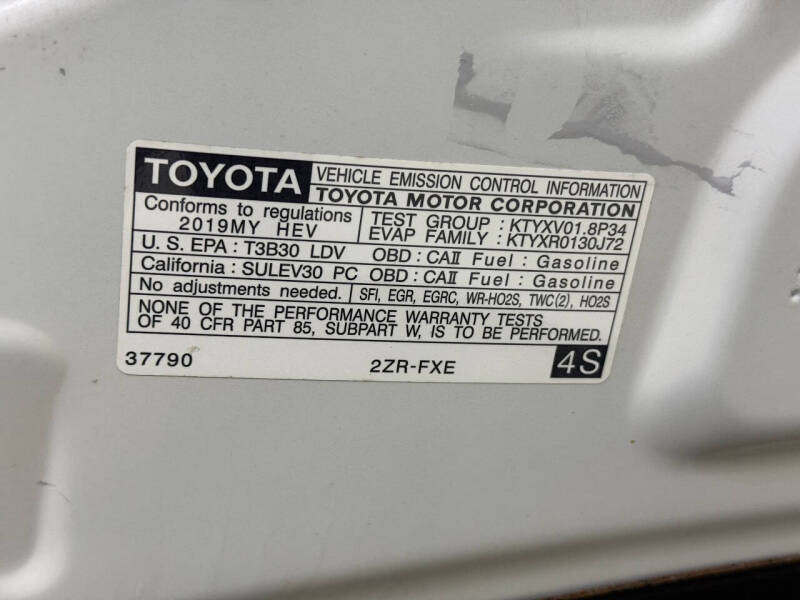 TOYOTA VEHICLE EMISSION CONTROL INFORMATION
TOYOTA MOTOR CORPORATION
Conforms to regulations
2019MY HEV
TEST GROUP : KTYXV01.8P34
EVAP FAMILY : KTYXR0130J72
U.S. EPA : T3B30 LDV OBD : CAⅡ Fuel : Gasoline
California : SULEV30 PC OBD : CAⅡ Fuel : Gasoline
No adjustments needed. SFI, EGR, EGRC, WR-HO2S, TWC(2), HO2S
NONE OF THE PERFORMANCE WARRANTY TESTS
OF 40 CFR PART 85, SUBPART W, IS TO BE PERFORMED.
37790 2ZR-FXE 4S